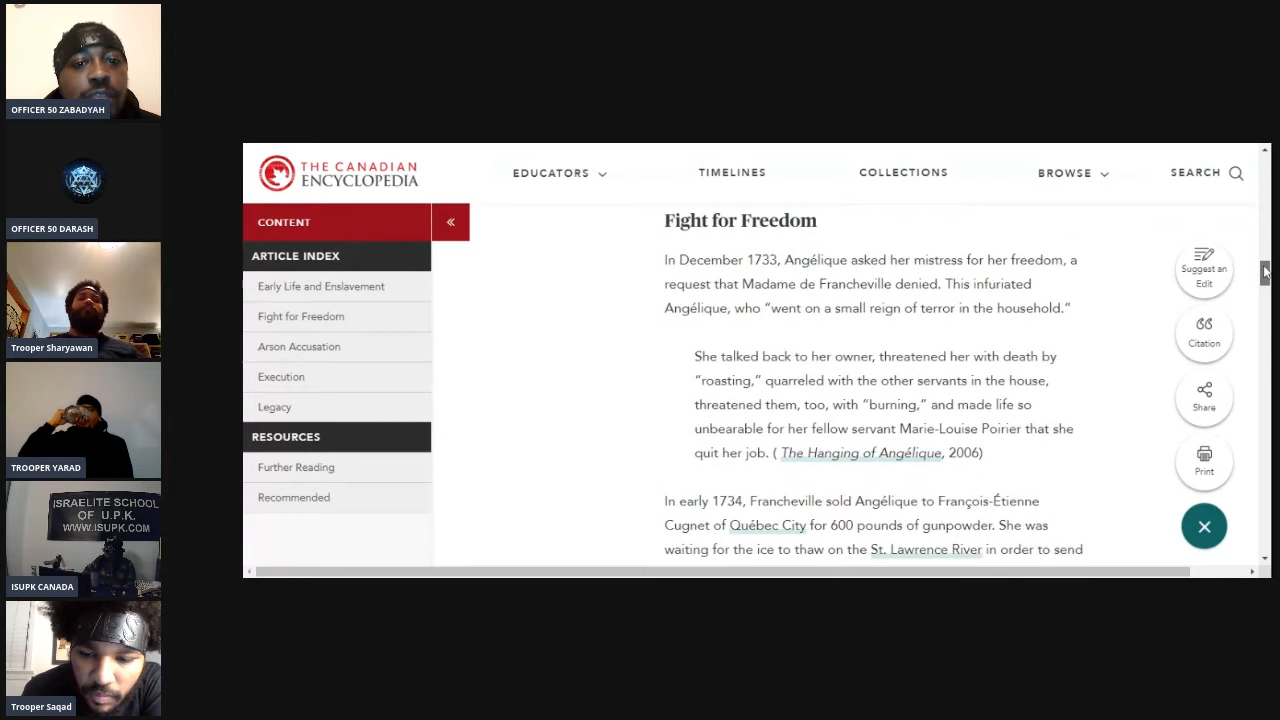 OFFICER 50 ZABADYAH
OFFICER 50 DARASH
Trooper Sharyawan
TROOPER YARAD
ISRAELITE SCHOOL
OF U.P.K.
WWW.ISUPK.COM
ISUPK CANADA
Trooper Saqad
THE CANADIAN
ENCYCLOPEDIA
EDUCATORS
TIMELINES
COLLECTIONS
BROWSE
SEARCH
CONTENT
«
ARTICLE INDEX
Early Life and Enslavement
Fight for Freedom
Arson Accusation
Execution
Legacy
RESOURCES
Further Reading
Recommended
Fight for Freedom
In December 1733, Angélique asked her mistress for her freedom, a
request that Madame de Francheville denied. This infuriated
Angélique, who “went on a small reign of terror in the household.”
She talked back to her owner, threatened her with death by
“roasting,” quarreled with the other servants in the house,
threatened them, too, with “burning,” and made life so
unbearable for her fellow servant Marie-Louise Poirier that she
quit her job. ( The Hanging of Angélique, 2006)
In early 1734, Francheville sold Angélique to François-Étienne
Cugnet of Québec City for 600 pounds of gunpowder. She was
waiting for the ice to thaw on the St. Lawrence River in order to send
Suggest an
Edit
Citation
Share
Print